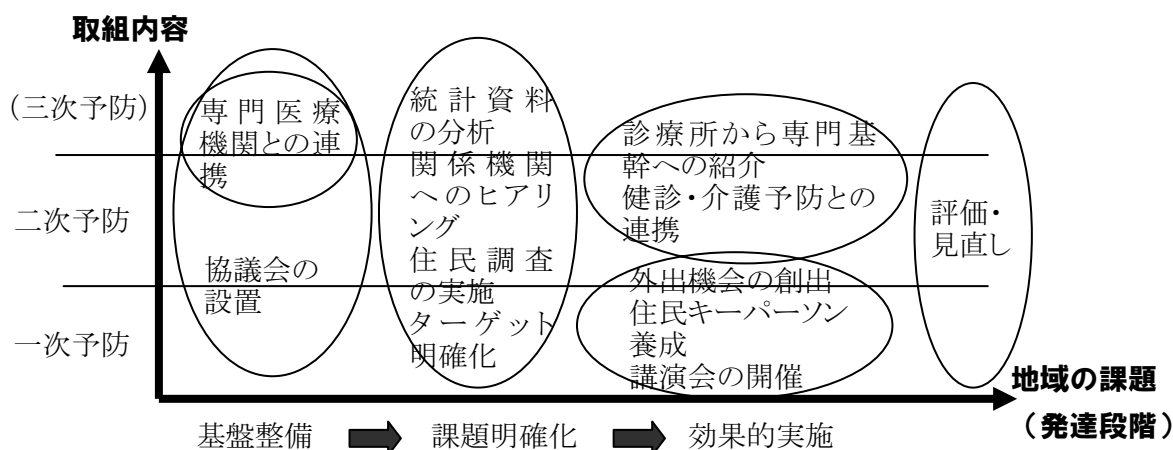 取組内容
(三次予防)
二次予防
一次予防
専門医療
機関との連
携
協議会の
設置
統計資料
の分析
関係機関
へのヒアリ
ング
住民調査
の実施
ターゲット
明確化
診療所から専門基
幹への紹介
健診・介護予防との
連携
外出機会の創出
住民キーパーソン
養成
講演会の開催
評価・
見直し
地域の課題
(発達段階)
基盤整備
課題明確化
効果的実施